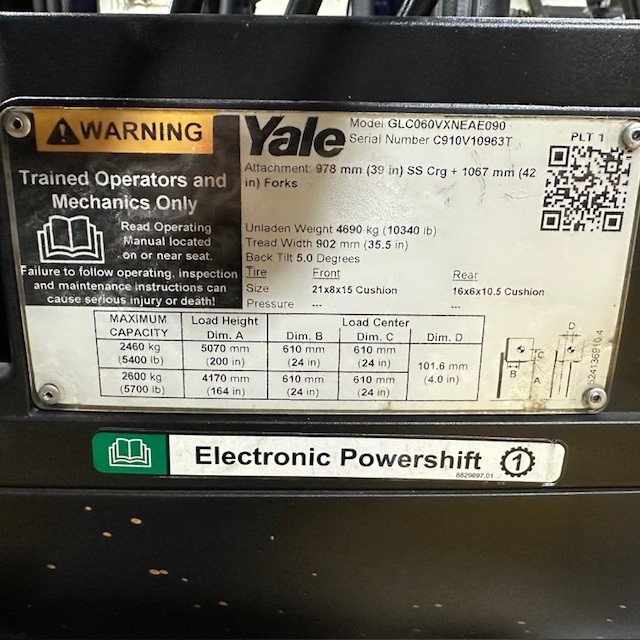 WARNING
Trained Operators and
Mechanics Only
Read Operating
Manual located
on or near seat.
Failure to follow operating, inspection
and maintenance instructions can
cause serious injury or death!
Yale
Model GLC060VXNEAE090
Serial Number C910V10963T
PLT 1
Attachment: 978 mm (39 in) SS Crg + 1067 mm (42
in) Forks
Unladen Weight 4690 kg (10340 lb)
Tread Width 902 mm (35.5 in)
Back Tilt 5.0 Degrees
Tire Front Rear
Size 21x8x15 Cushion 16x6x10.5 Cushion
Pressure --- ---
MAXIMUM CAPACITY Load Height Dim. A Load Center Dim. B Dim. C Dim. D
2460 kg (5400 lb) 5070 mm (200 in) 610 mm (24 in) 610 mm (24 in) 101.6 mm (4.0 in)
2600 kg (5700 lb) 4170 mm (164 in) 610 mm (24 in) 610 mm (24 in)
D
C
B
A
524136910.4
Electronic Powershift 1
8829697.01